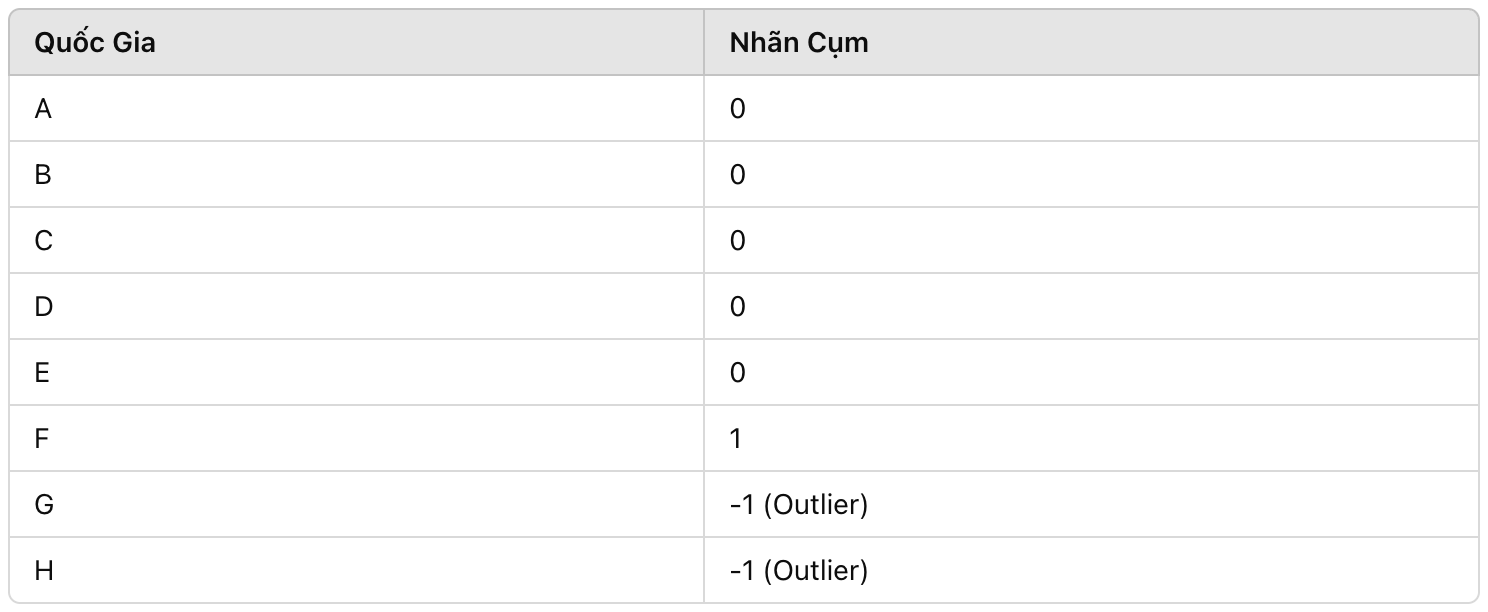 Quốc Gia Nhãn Cụm
A 0
B 0
C 0
D 0
E 0
F 1
G -1 (Outlier)
H -1 (Outlier)